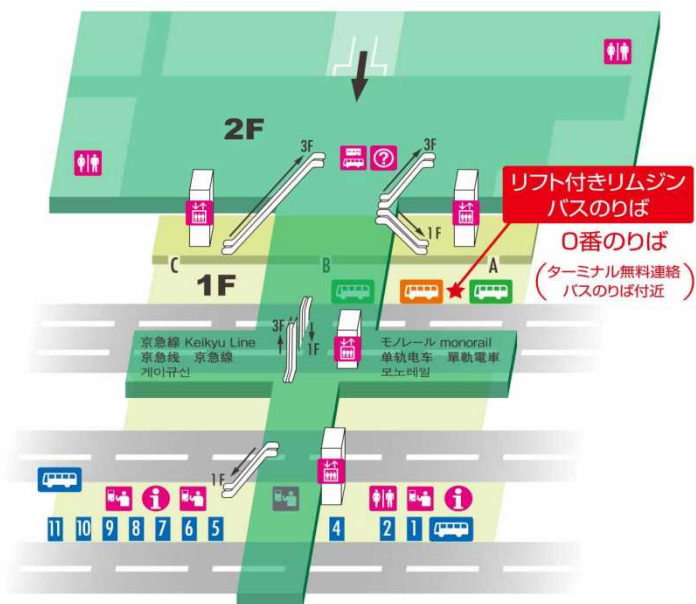 2F
3F
3F
?
1F
リフト付きリムジン
バスのりば
0番のりば
(ターミナル無料連絡
バスのりば付近)
C
B
A
1F
3F
1F
京急線 Keikyu Line
京急线 京急線
게이큐선
モノレール monorail
单轨电车 單軌電車
모노레일
1F
11
10
9
8
7
6
5
4
2
1